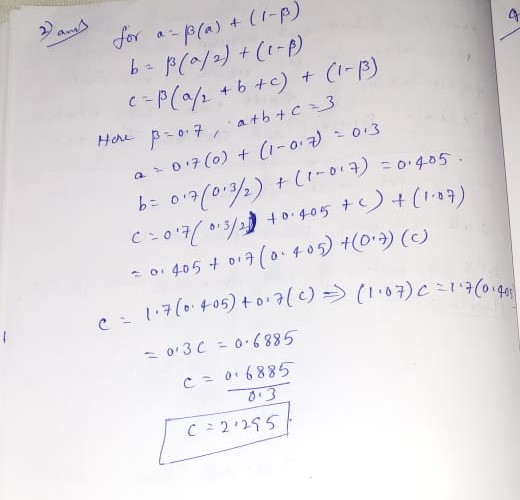 2) ans for a = β(a) + (1-β)
b = β(a/2) + (1-β)
c = β(a/2 + b + c) + (1-β)
Here β = 0.7, a+b+c = 3
a = 0.7(0) + (1-0.7) = 0.3
b = 0.7(0.3/2) + (1-0.7) = 0.405.
c = 0.7(0.3/2) + 0.405 + c) + (1.07)
= 0.405 + 0.7(0.405) + (0.7)(c)
c = 1.7(0.405) + 0.7(c) ⇒ (1.07)c = 1.7(0.405
= 0.3c = 0.6885
c = 0.6885
0.3
c = 2.295